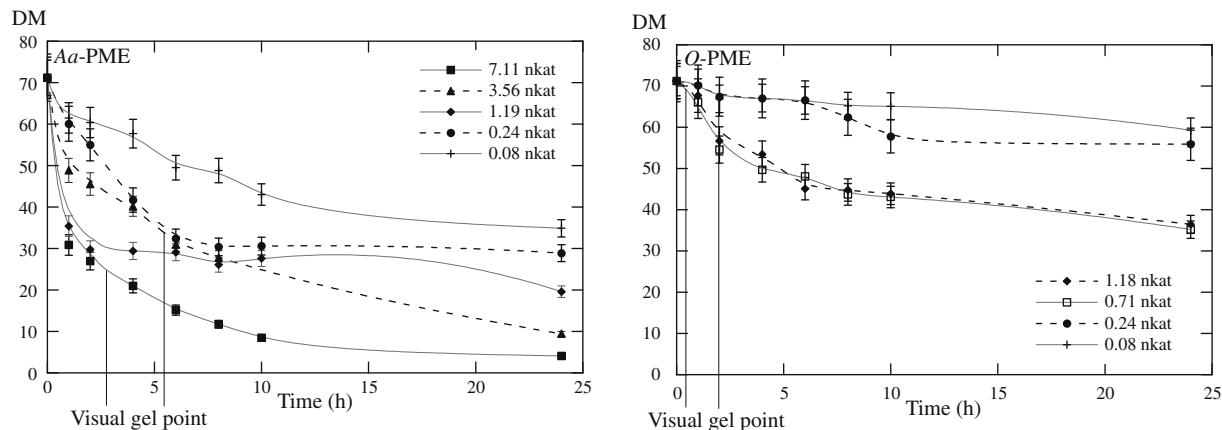 DM
80
Aa-PME
70
60
50
40
30
20
10
0
7.11 nkat
3.56 nkat
1.19 nkat
0.24 nkat
0.08 nkat
0 5 10 15 20 25
Time (h)
Visual gel point
DM
80
O-PME
70
60
50
40
30
20
10
0
1.18 nkat
0.71 nkat
0.24 nkat
0.08 nkat
0 5 10 15 20 25
Time (h)
Visual gel point